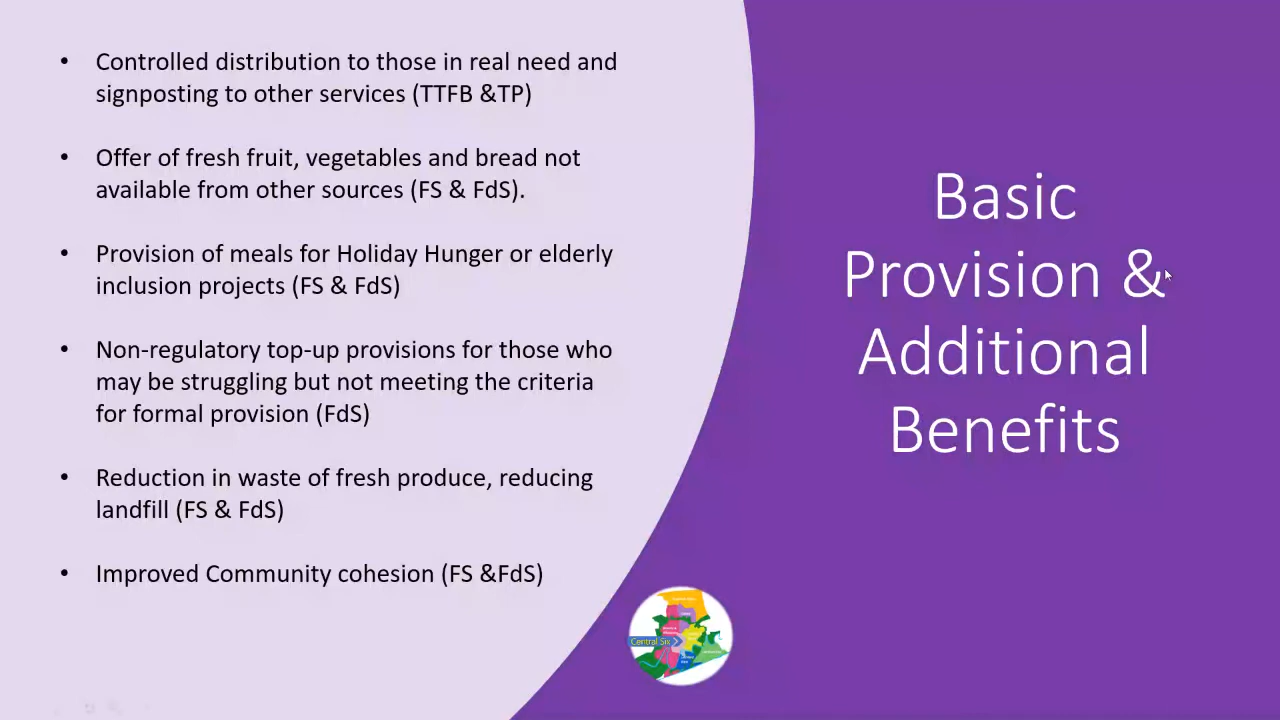 • Controlled distribution to those in real need and
signposting to other services (TTFB &TP)
• Offer of fresh fruit, vegetables and bread not
available from other sources (FS & FdS).
• Provision of meals for Holiday Hunger or elderly
inclusion projects (FS & FdS)
• Non-regulatory top-up provisions for those who
may be struggling but not meeting the criteria
for formal provision (FdS)
• Reduction in waste of fresh produce, reducing
landfill (FS & FdS)
• Improved Community cohesion (FS &FdS)
Basic
Provision &
Additional
Benefits
Central Six